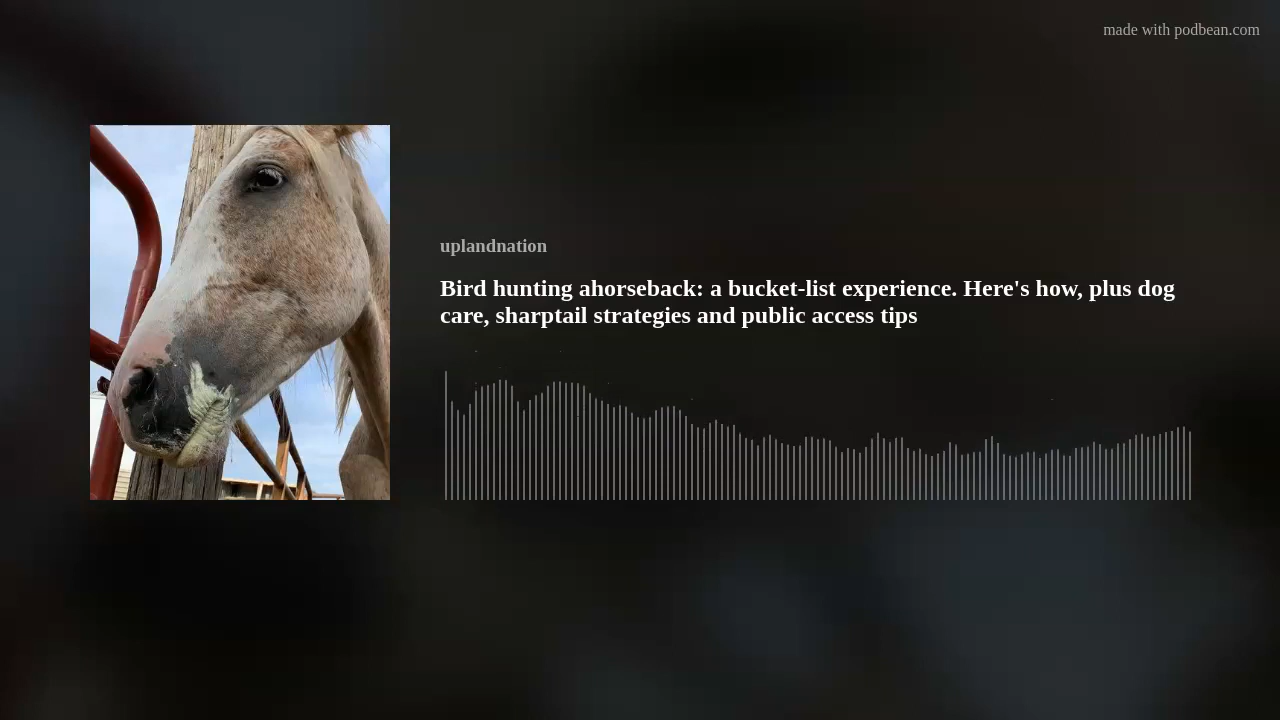 made with podbean.com
uplandnation
Bird hunting ahorseback: a bucket-list experience. Here's how, plus dog
care, sharptail strategies and public access tips